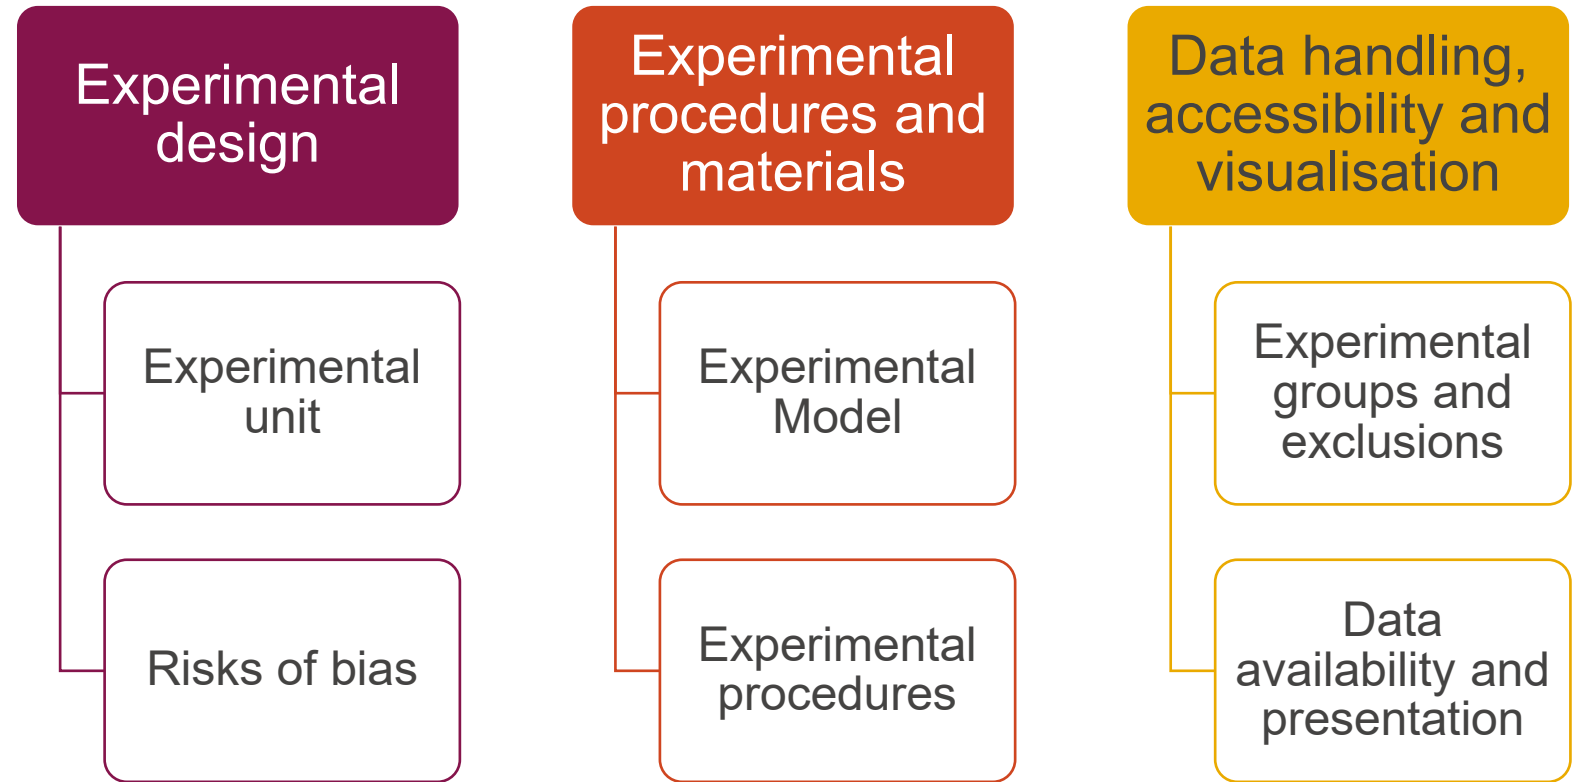 Experimental
design
Experimental
unit
Risks of bias
Experimental
procedures and
materials
Experimental
Model
Experimental
procedures
Data handling,
accessibility and
visualisation
Experimental
groups and
exclusions
Data
availability and
presentation